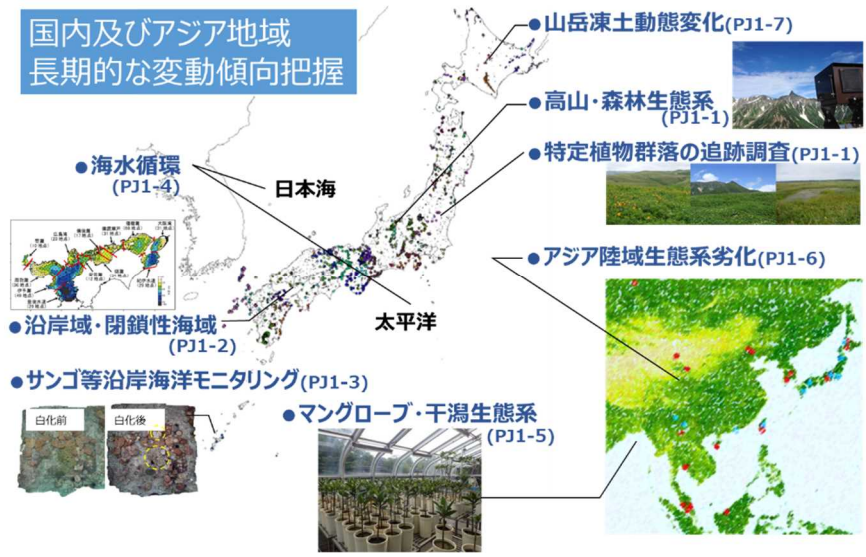 国内及びアジア地域
長期的な変動傾向把握
●山岳凍土動態変化(PJ1-7)
●高山・森林生態系
(PJ1-1)
●特定植物群落の追跡調査(PJ1-1)
●海水循環
(PJ1-4)
日本海
●アジア陸域生態系劣化(PJ1-6)
太平洋
●沿岸域・閉鎖性海域
(PJ1-2)
●サンゴ等沿岸海洋モニタリング(PJ1-3)
白化前
白化後
●マングローブ・干潟生態系
(PJ1-5)